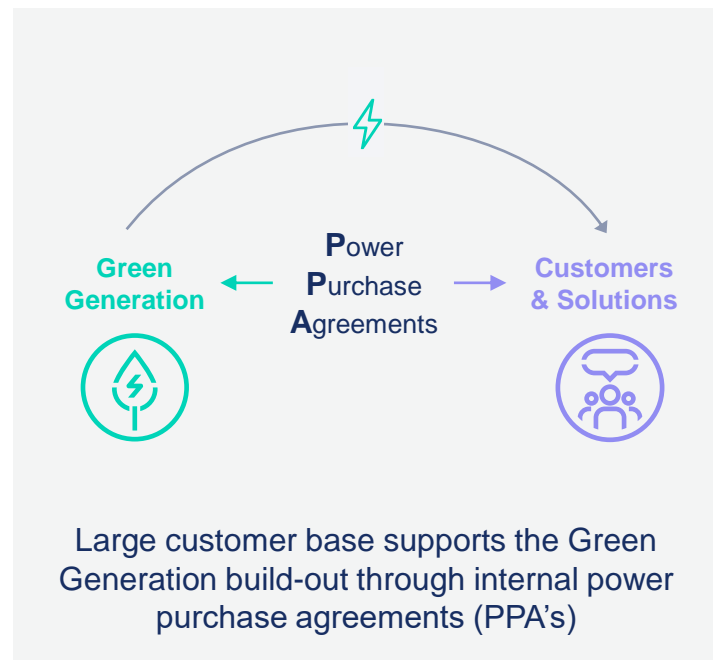 Green
Generation
Power
Purchase
Agreements
Customers
& Solutions
Large customer base supports the Green
Generation build-out through internal power
purchase agreements (PPA’s)